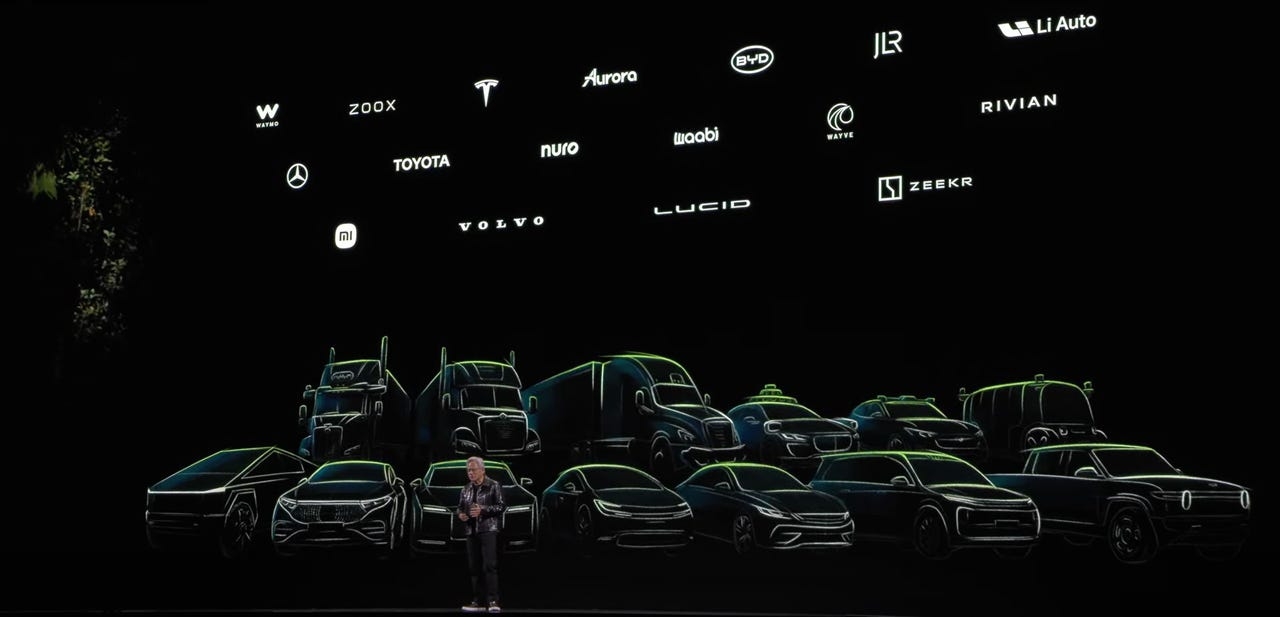 WAYMO
ZOOX
Aurora
BYD
JLR
Li Auto
TOYOTA
nuro
waabi
WAYVE
RIVIAN
mi
VOLVO
LUCID
ZEEKR